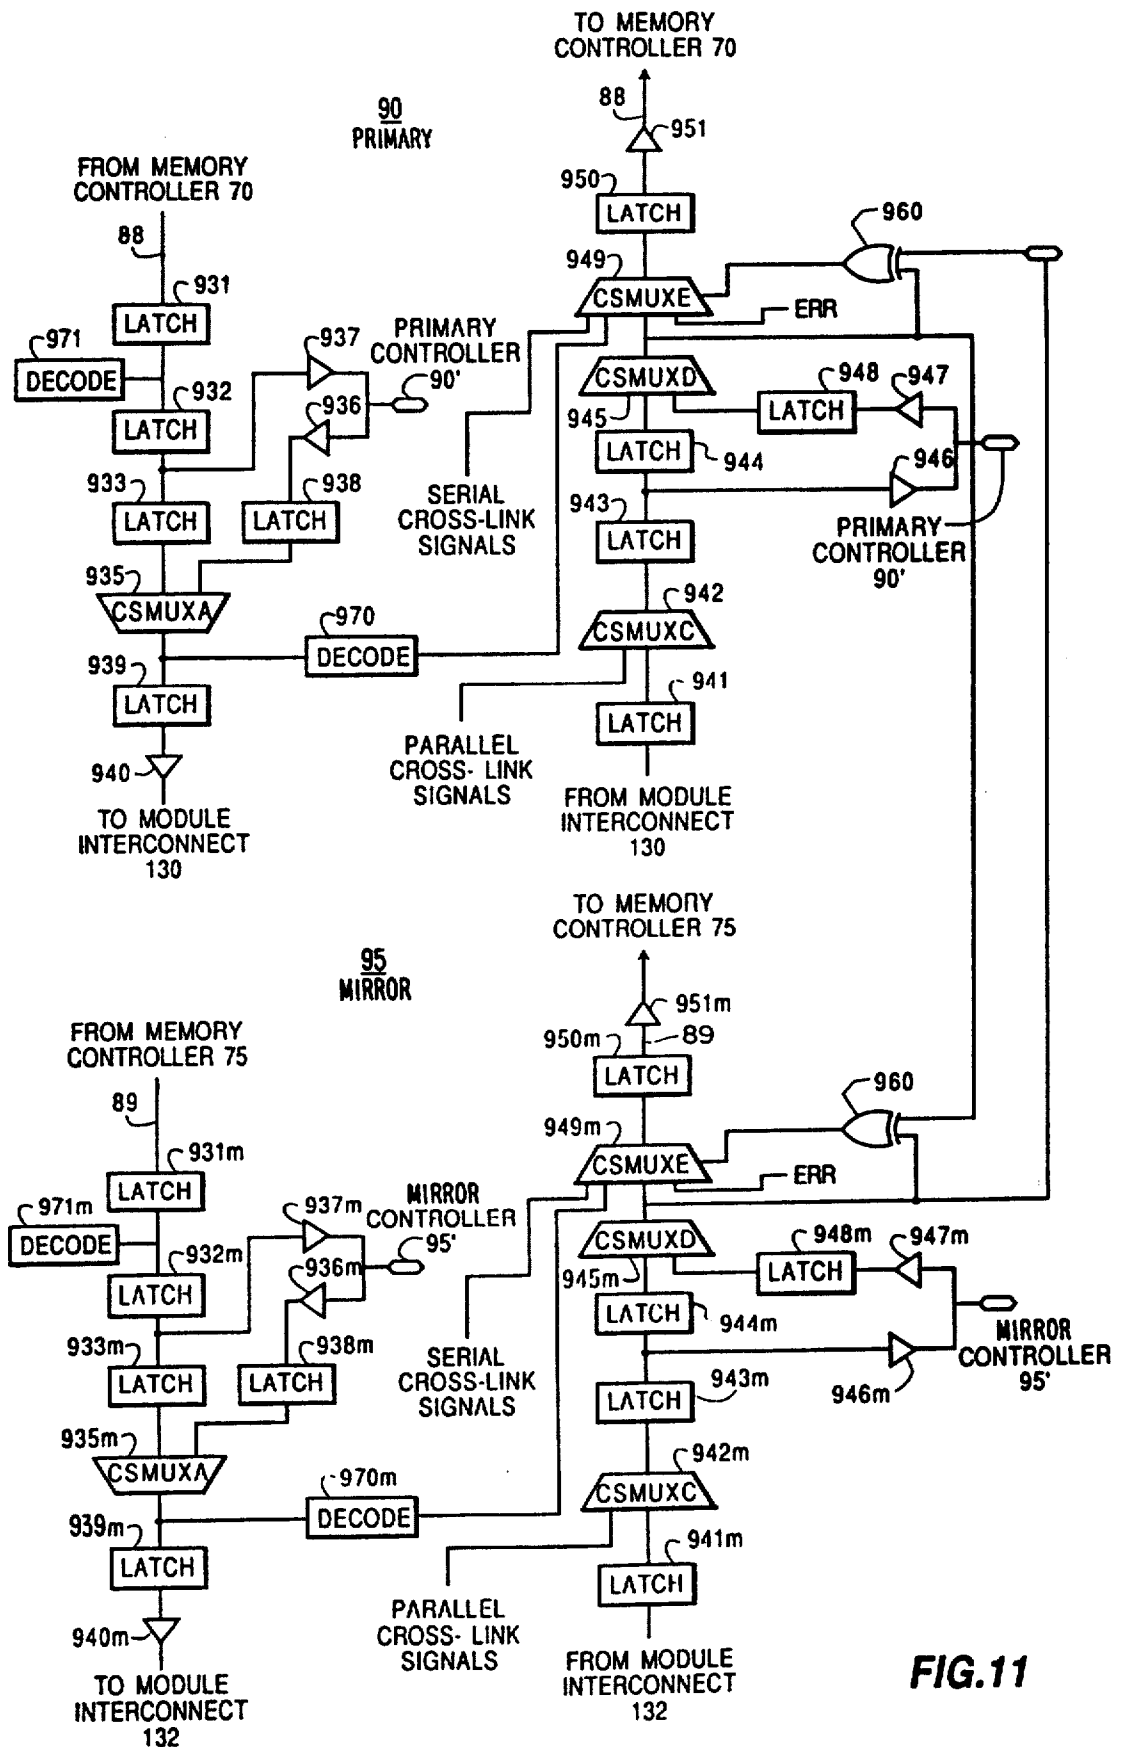 TO MEMORY
CONTROLLER 70
88
951
90
PRIMARY
FROM MEMORY
CONTROLLER 70
950
LATCH
960
88
949
CSMUXE
931
LATCH
ERR
971
DECODE
937
PRIMARY
CONTROLLER
90'
CSMUXD
948
947
932
LATCH
936
945
LATCH
LATCH
944
946
933
LATCH
938
LATCH
SERIAL
CROSS-LINK
SIGNALS
943
LATCH
PRIMARY
CONTROLLER
90'
935
CSMUXA
970
DECODE
942
CSMUXC
939
LATCH
941
LATCH
940
PARALLEL
CROSS- LINK
SIGNALS
TO MODULE
INTERCONNECT
130
FROM MODULE
INTERCONNECT
130
TO MEMORY
CONTROLLER 75
95
MIRROR
951m
FROM MEMORY
CONTROLLER 75
950m
89
LATCH
89
960
949m
CSMUXE
931m
LATCH
ERR
971m
DECODE
937m
MIRROR
CONTROLLER
95'
CSMUXD
948m
947m
932m
LATCH
936m
945m
LATCH
LATCH
944m
933m
LATCH
938m
LATCH
SERIAL
CROSS-LINK
SIGNALS
943m
LATCH
946m
MIRROR
CONTROLLER
95'
935m
CSMUXA
970m
DECODE
942m
CSMUXC
939m
LATCH
941m
LATCH
940m
PARALLEL
CROSS- LINK
SIGNALS
TO MODULE
INTERCONNECT
132
FROM MODULE
INTERCONNECT
132
FIG.11